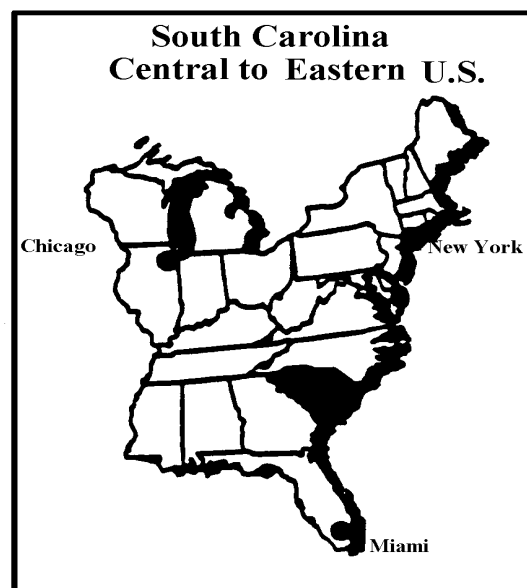 South Carolina
Central to Eastern U.S.
Chicago
New York
Miami